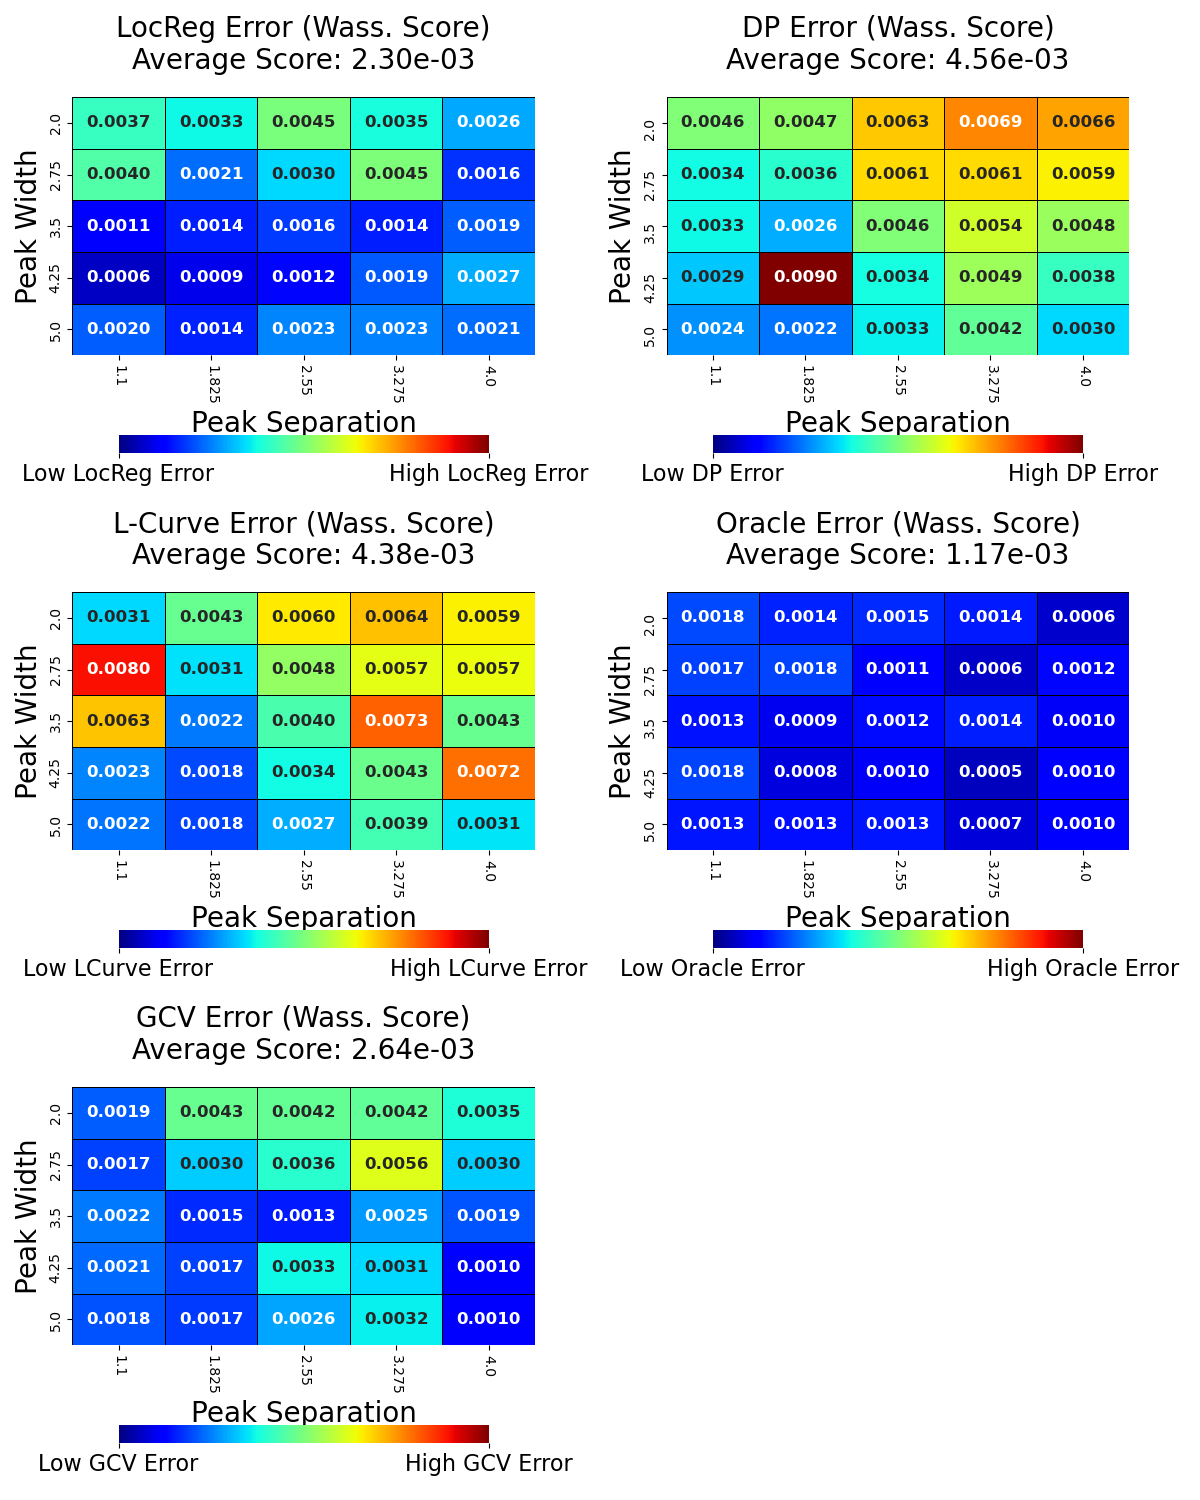 LocReg Error (Wass. Score)
Average Score: 2.30e-03
Peak Width
2.0 0.0037 0.0033 0.0045 0.0035 0.0026
2.75 0.0040 0.0021 0.0030 0.0045 0.0016
3.5 0.0011 0.0014 0.0016 0.0014 0.0019
4.25 0.0006 0.0009 0.0012 0.0019 0.0027
5.0 0.0020 0.0014 0.0023 0.0023 0.0021
1.1 1.825 2.55 3.275 4.0
Peak Separation
Low LocReg Error High LocReg Error
DP Error (Wass. Score)
Average Score: 4.56e-03
Peak Width
2.0 0.0046 0.0047 0.0063 0.0069 0.0066
2.75 0.0034 0.0036 0.0061 0.0061 0.0059
3.5 0.0033 0.0026 0.0046 0.0054 0.0048
4.25 0.0029 0.0090 0.0034 0.0049 0.0038
5.0 0.0024 0.0022 0.0033 0.0042 0.0030
1.1 1.825 2.55 3.275 4.0
Peak Separation
Low DP Error High DP Error
L-Curve Error (Wass. Score)
Average Score: 4.38e-03
Peak Width
2.0 0.0031 0.0043 0.0060 0.0064 0.0059
2.75 0.0080 0.0031 0.0048 0.0057 0.0057
3.5 0.0063 0.0022 0.0040 0.0073 0.0043
4.25 0.0023 0.0018 0.0034 0.0043 0.0072
5.0 0.0022 0.0018 0.0027 0.0039 0.0031
1.1 1.825 2.55 3.275 4.0
Peak Separation
Low LCurve Error High LCurve Error
Oracle Error (Wass. Score)
Average Score: 1.17e-03
Peak Width
2.0 0.0018 0.0014 0.0015 0.0014 0.0006
2.75 0.0017 0.0018 0.0011 0.0006 0.0012
3.5 0.0013 0.0009 0.0012 0.0014 0.0010
4.25 0.0018 0.0008 0.0010 0.0005 0.0010
5.0 0.0013 0.0013 0.0013 0.0007 0.0010
1.1 1.825 2.55 3.275 4.0
Peak Separation
Low Oracle Error High Oracle Error
GCV Error (Wass. Score)
Average Score: 2.64e-03
Peak Width
2.0 0.0019 0.0043 0.0042 0.0042 0.0035
2.75 0.0017 0.0030 0.0036 0.0056 0.0030
3.5 0.0022 0.0015 0.0013 0.0025 0.0019
4.25 0.0021 0.0017 0.0033 0.0031 0.0010
5.0 0.0018 0.0017 0.0026 0.0032 0.0010
1.1 1.825 2.55 3.275 4.0
Peak Separation
Low GCV Error High GCV Error